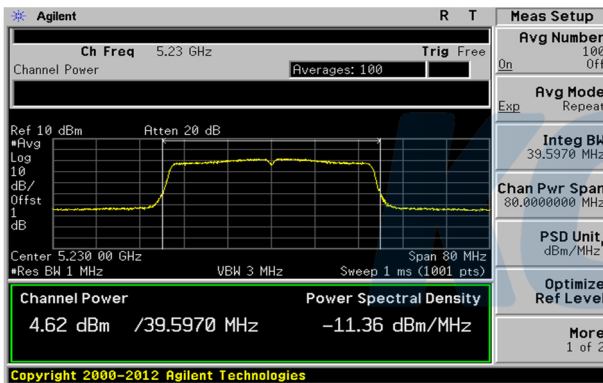 Agilent R T Meas Setup
Avg Number
100
On Off
Ch Freq 5.23 GHz Trig Free
Channel Power Averages: 100
Avg Mode
Exp Repeat
Ref 10 dBm Atten 20 dB
#Avg
Log
10
dB/
Offst
1
dB
Integ BW
39.5970 MHz
Chan Pwr Span
80.0000000 MHz
PSD Unit
dBm/MHz
Center 5.230 00 GHz Span 80 MHz
#Res BW 1 MHz VBW 3 MHz Sweep 1 ms (1001 pts)
Optimize
Ref Level
Channel Power Power Spectral Density
4.62 dBm /39.5970 MHz -11.36 dBm/MHz
More
1 of 2
Copyright 2000-2012 Agilent Technologies